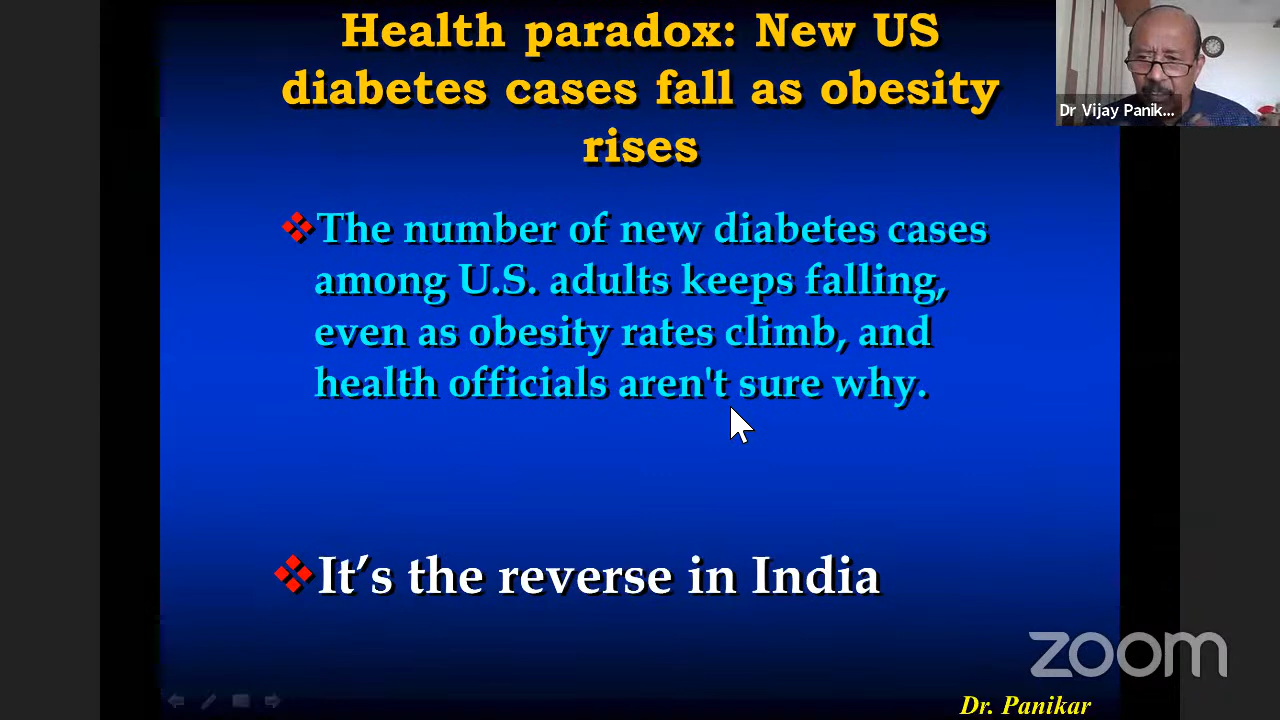 Health paradox: New US
diabetes cases fall as obesity
rises
Dr Vijay Panik...
The number of new diabetes cases
among U.S. adults keeps falling,
even as obesity rates climb, and
health officials aren't sure why.
It’s the reverse in India
zoom
Dr. Panikar